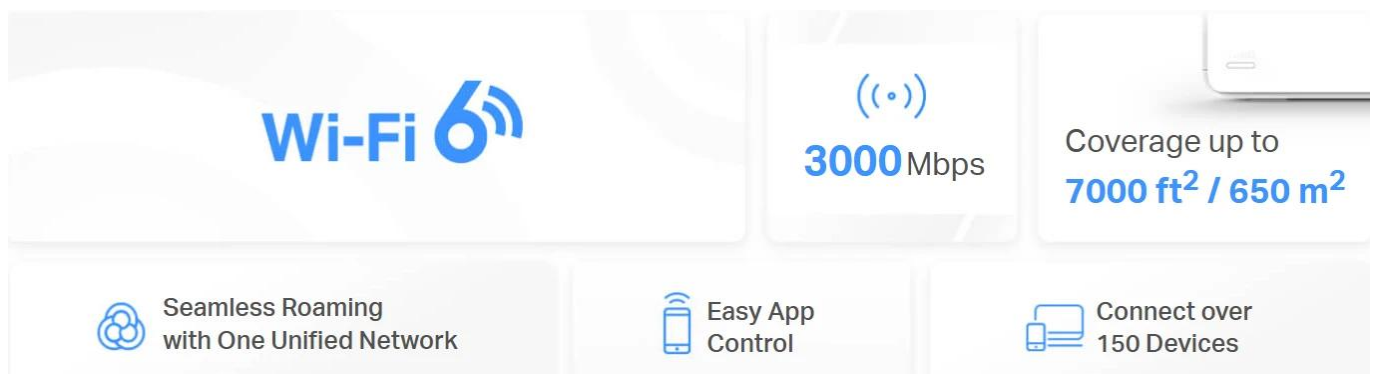 Wi-Fi 6
3000 Mbps
Coverage up to
7000 ft² / 650 m²
Seamless Roaming
with One Unified Network
Easy App
Control
Connect over
150 Devices